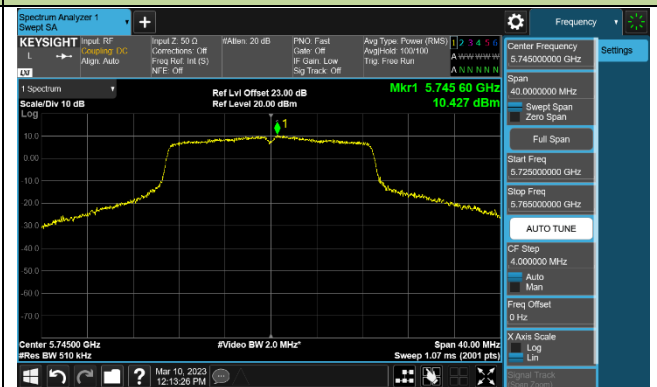 Spectrum Analyzer 1
Swept SA
+
Frequency
KEYSIGHT
Input: RF
Coupling: DC
Align: Auto
Input Z: 50 Ω
Corrections: Off
Freq Ref: Int (S)
NFE: Off
#Atten: 20 dB
PNO: Fast
Gate: Off
IF Gain: Low
Sig Track: Off
Avg Type: Power (RMS)
Avg|Hold: 100/100
Trig: Free Run
1 2 3 4 5 6
A W W W W W
A N N N N N
L
LXI
1 Spectrum
Scale/Div 10 dB
Log
Ref Lvl Offset 23.00 dB
Ref Level 20.00 dBm
Mkr1 5.745 60 GHz
10.427 dBm
1
10.0
0.00
-10.0
-20.0
-30.0
-40.0
-50.0
-60.0
-70.0
Center 5.74500 GHz
#Res BW 510 kHz
#Video BW 2.0 MHz*
Span 40.00 MHz
Sweep 1.07 ms (2001 pts)
Mar 10, 2023
12:13:26 PM
?
Center Frequency
5.745000000 GHz
Settings
Span
40.0000000 MHz
Swept Span
Zero Span
Full Span
Start Freq
5.725000000 GHz
Stop Freq
5.765000000 GHz
AUTO TUNE
CF Step
4.000000 MHz
Auto
Man
Freq Offset
0 Hz
X Axis Scale
Log
Lin
Signal Track
(Span Zoom)